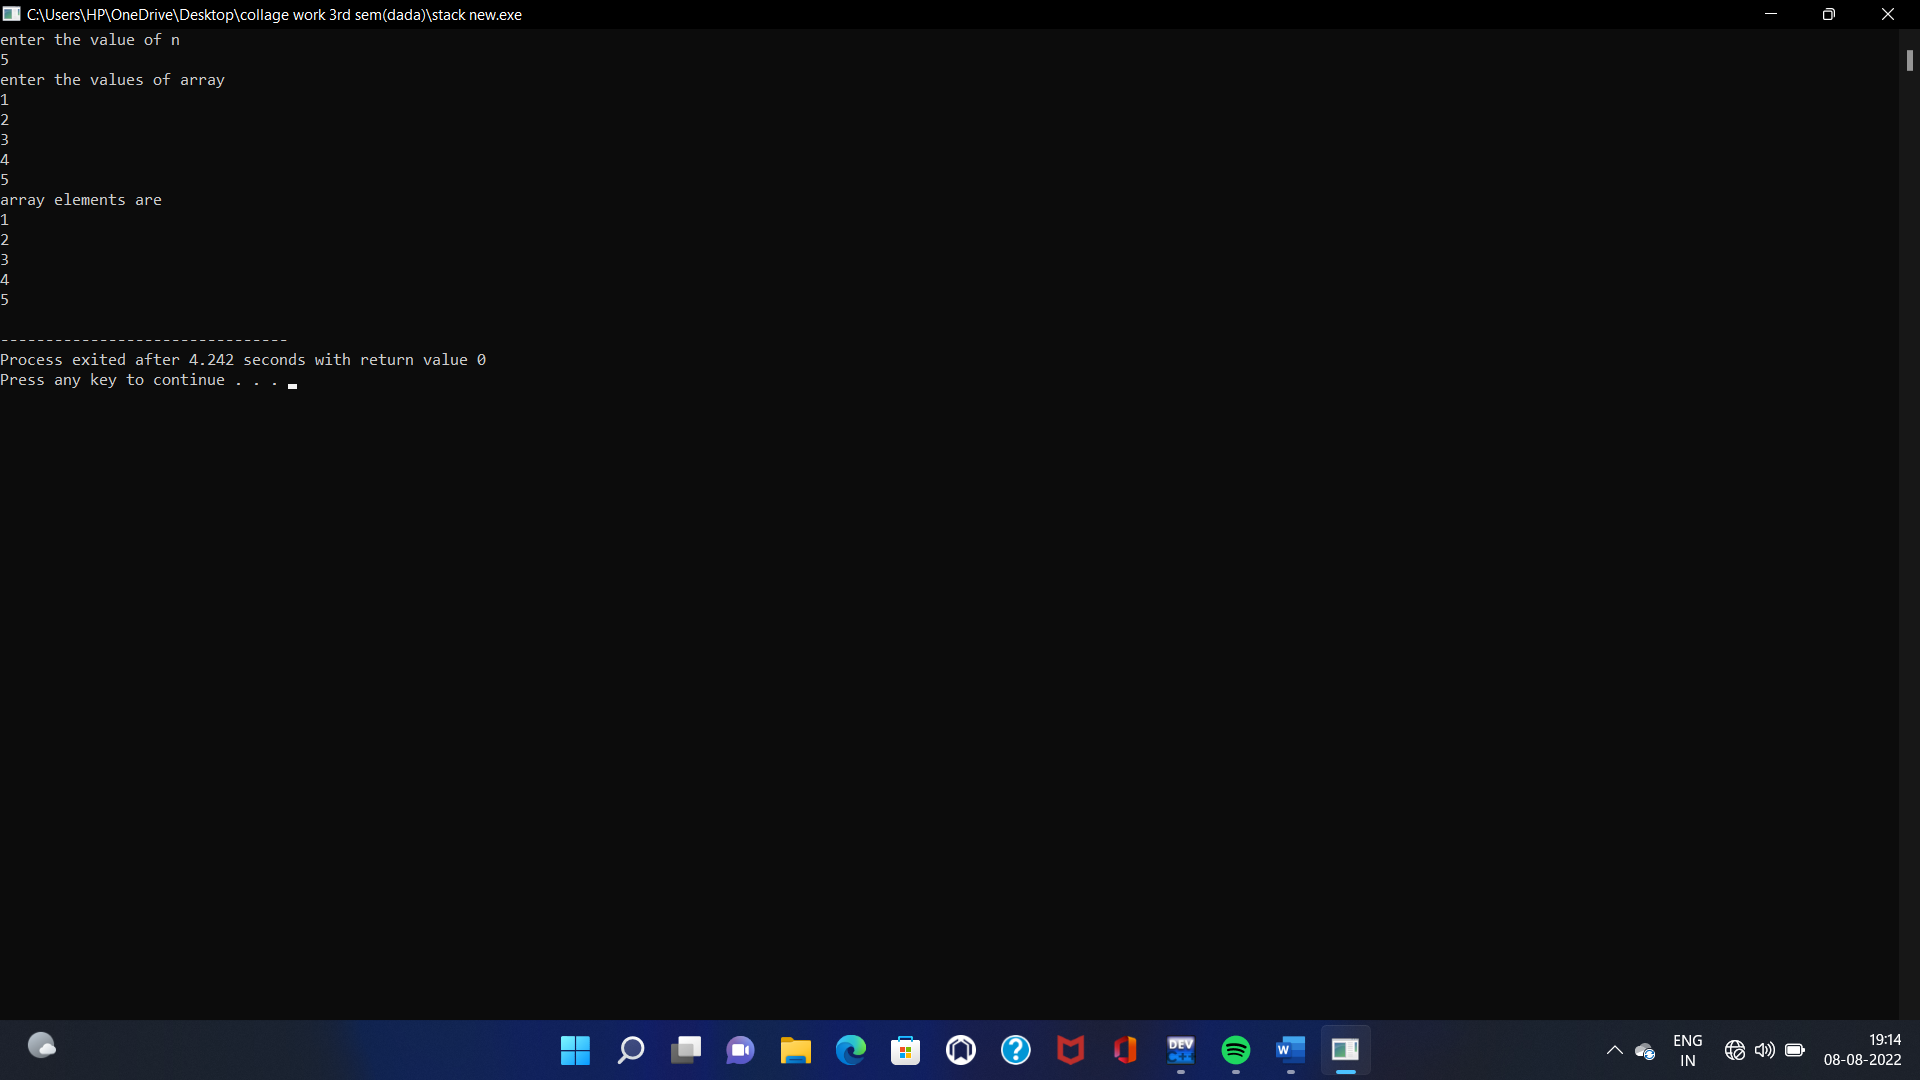 C:\Users\HP\OneDrive\Desktop\collage work 3rd sem(dada)\stack new.exe
enter the value of n
5
enter the values of array
1
2
3
4
5
array elements are
1
2
3
4
5
--------------------------------
Process exited after 4.242 seconds with return value 0
Press any key to continue . . .
DEV
C++
W
ENG
IN
19:14
08-08-2022